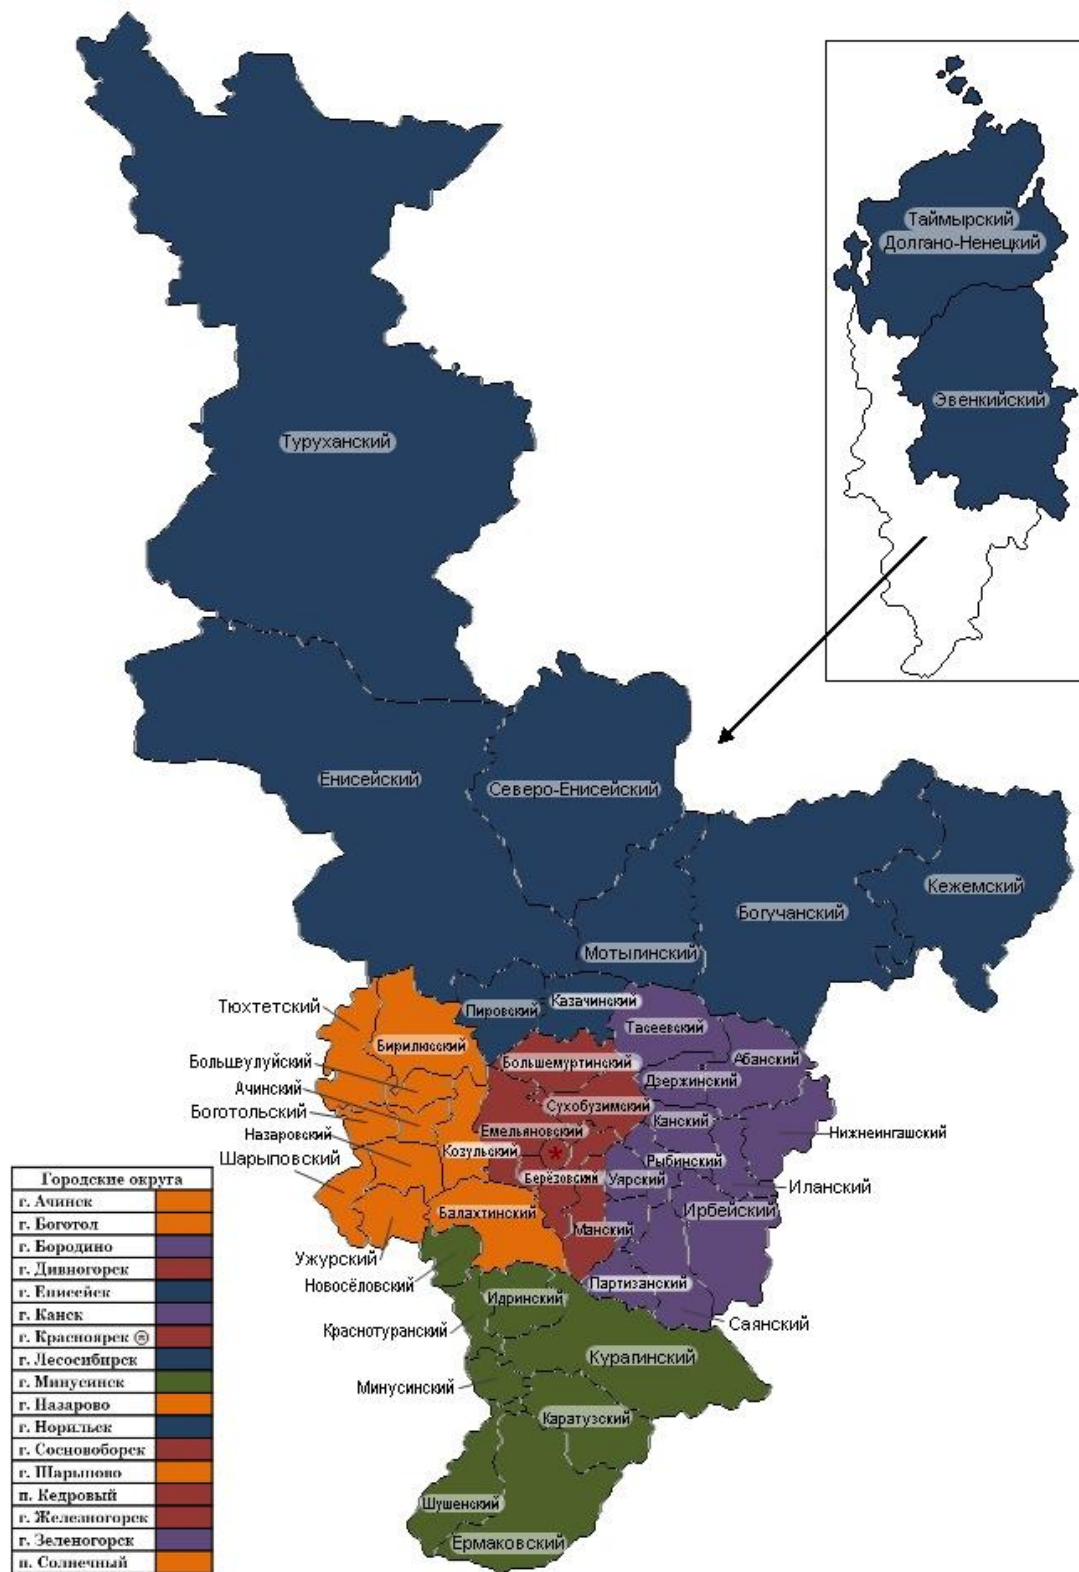 Таймырский
Долгано-Ненецкий
Эвенкийский
Туруханский
Енисейский
Северо-Енисейский
Кежемский
Богучанский
Мотыгинский
Казачинский
Пировский
Тюхтетский
Тасеевский
Бирилюсский
Большеулуйский
Большемуртинский
Абанский
Ачинский
Дзержинский
Боготольский
Сухобузимский
Канский
Назаровский
Емельяновский
Нижнеингашский
Козульский
Шарыповский
Рыбинский
Берёзовский
Уярский
Иланский
Ирбейский
Балахтинский
Манский
Ужурский
Новосёловский
Партизанский
Идринский
Саянский
Краснотуранский
Курагинский
Минусинский
Каратузский
Шушенский
Ермаковский
Городские округа
г. Ачинск
г. Боготол
г. Бородино
г. Дивногорск
г. Енисейск
г. Канск
г. Красноярск
г. Лесосибирск
г. Минусинск
г. Назарово
г. Норильск
г. Сосновоборск
г. Шарыпово
п. Кедровый
г. Железногорск
г. Зеленогорск
п. Солнечный